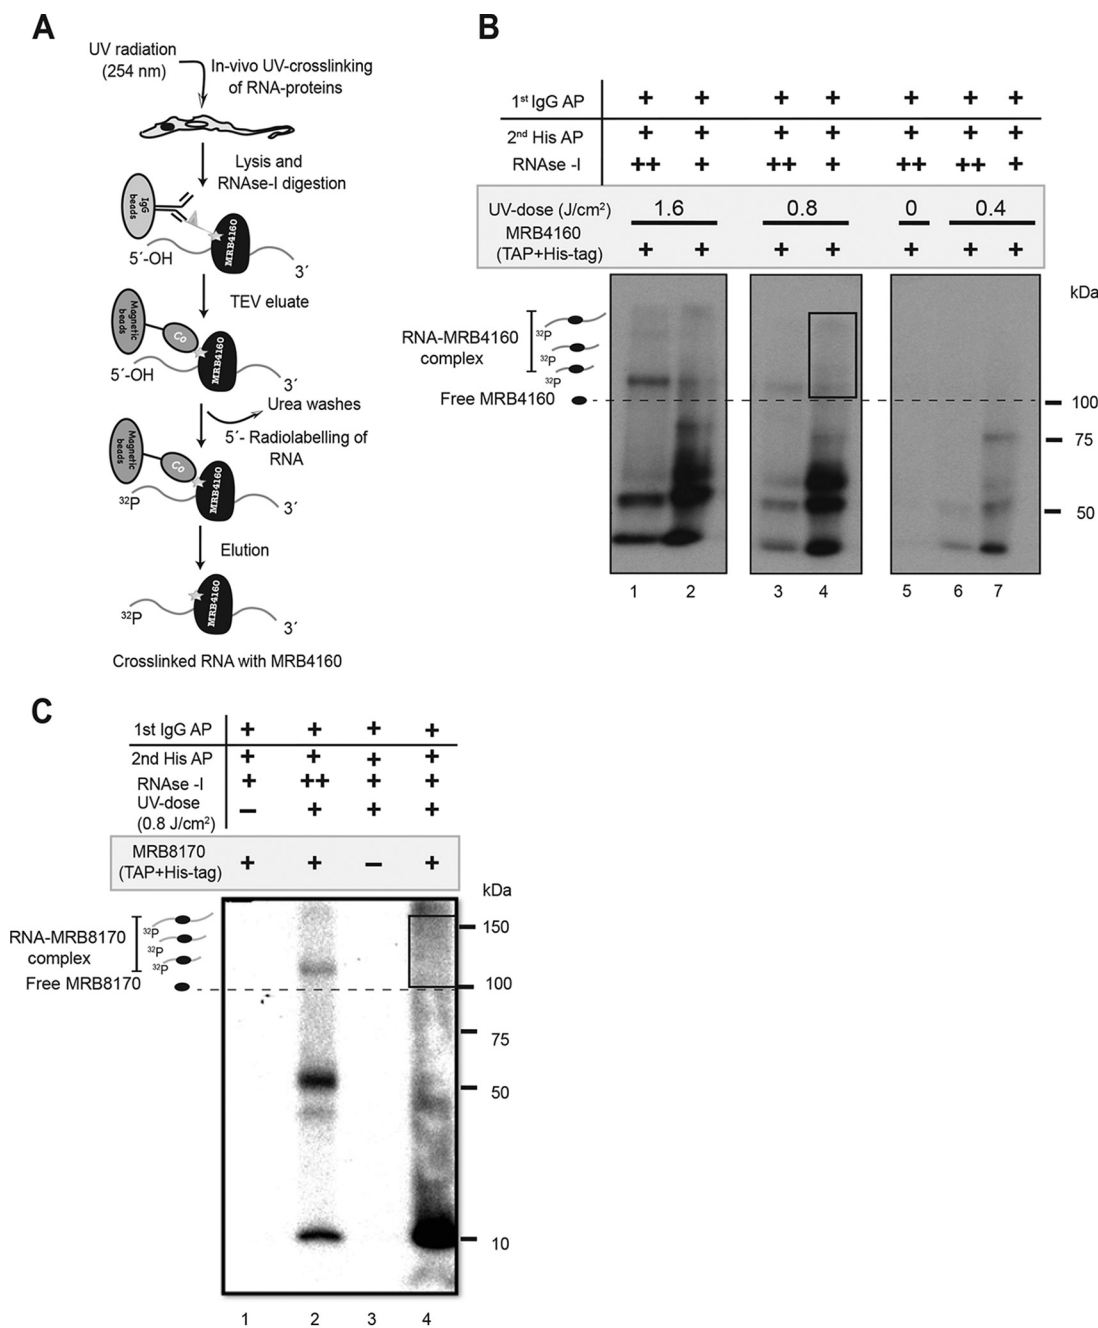 A
UV radiation
(254 nm)
In-vivo UV-crosslinking
of RNA-proteins
Lysis and
RNAse-I digestion
IgG
beads
MRB4160
5´-OH
3´
TEV eluate
Magnetic
beads
Co
MRB4160
5´-OH
3´
Urea washes
5´- Radiolabelling of
RNA
Magnetic
beads
Co
MRB4160
32P
3´
Elution
MRB4160
32P
3´
Crosslinked RNA with MRB4160
B
1st IgG AP + + + + + + +
2nd His AP + + + + + + +
RNAse -I ++ + ++ + ++ ++ +
UV-dose (J/cm²) 1.6 0.8 0 0.4
MRB4160
(TAP+His-tag) + + + + + + +
kDa
RNA-MRB4160
complex
32P
32P
32P
Free MRB4160
100
75
50
1 2 3 4 5 6 7
C
1st IgG AP + + + +
2nd His AP + + + +
RNAse -I + ++ + +
UV-dose
(0.8 J/cm²) − + + +
MRB8170
(TAP+His-tag) + + − +
kDa
RNA-MRB8170
complex
32P
32P
32P
Free MRB8170
150
100
75
50
10
1 2 3 4